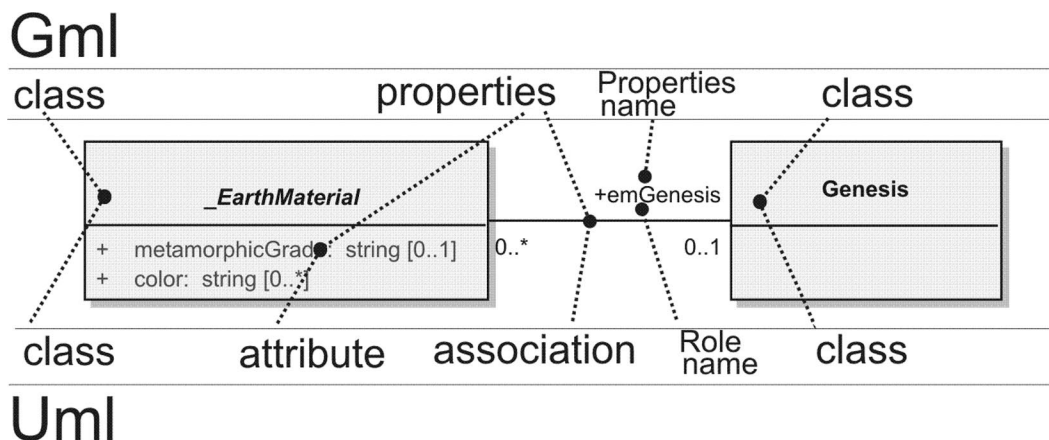 Gml
class
properties
Properties
name
class
_EarthMaterial
+emGenesis
Genesis
+ metamorphicGrade: string [0..1]
+ color: string [0..*]
0..*
0..1
class
attribute
association
Role
name
class
Uml